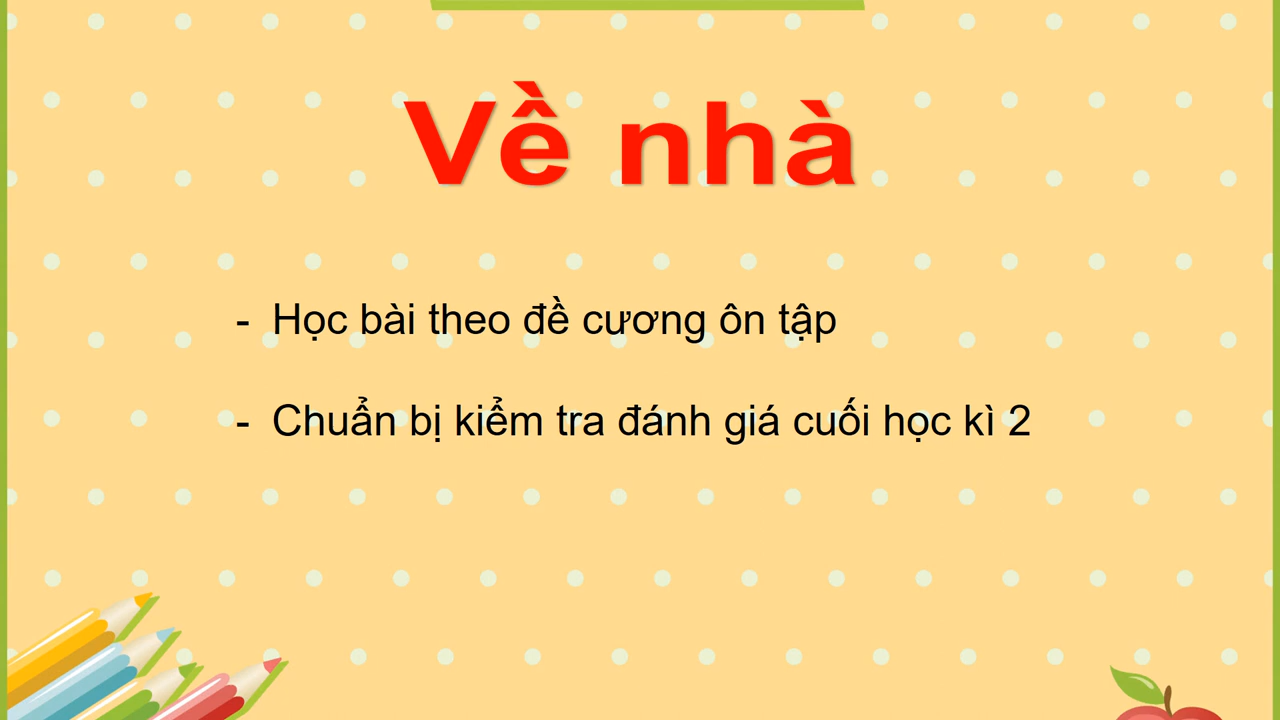 Về nhà
- Học bài theo đề cương ôn tập
- Chuẩn bị kiểm tra đánh giá cuối học kì 2